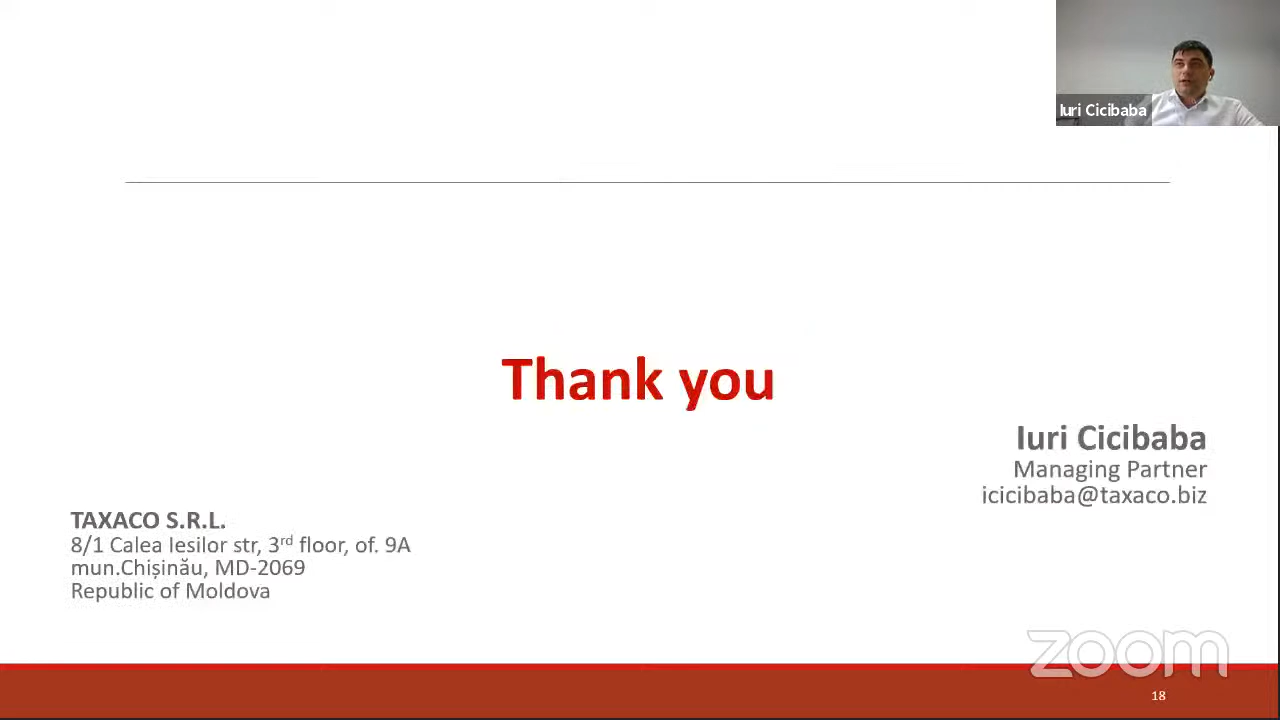 Iuri Cicibaba
Thank you
Iuri Cicibaba
Managing Partner
icicibaba@taxaco.biz
TAXACO S.R.L.
8/1 Calea Iesilor str, 3rd floor, of. 9A
mun.Chișinău, MD-2069
Republic of Moldova
zoom
18